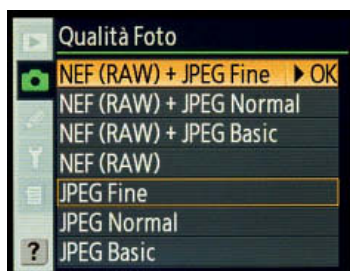 Qualità Foto
NEF (RAW) + JPEG Fine OK
NEF (RAW) + JPEG Normal
NEF (RAW) + JPEG Basic
NEF (RAW)
JPEG Fine
JPEG Normal
? JPEG Basic